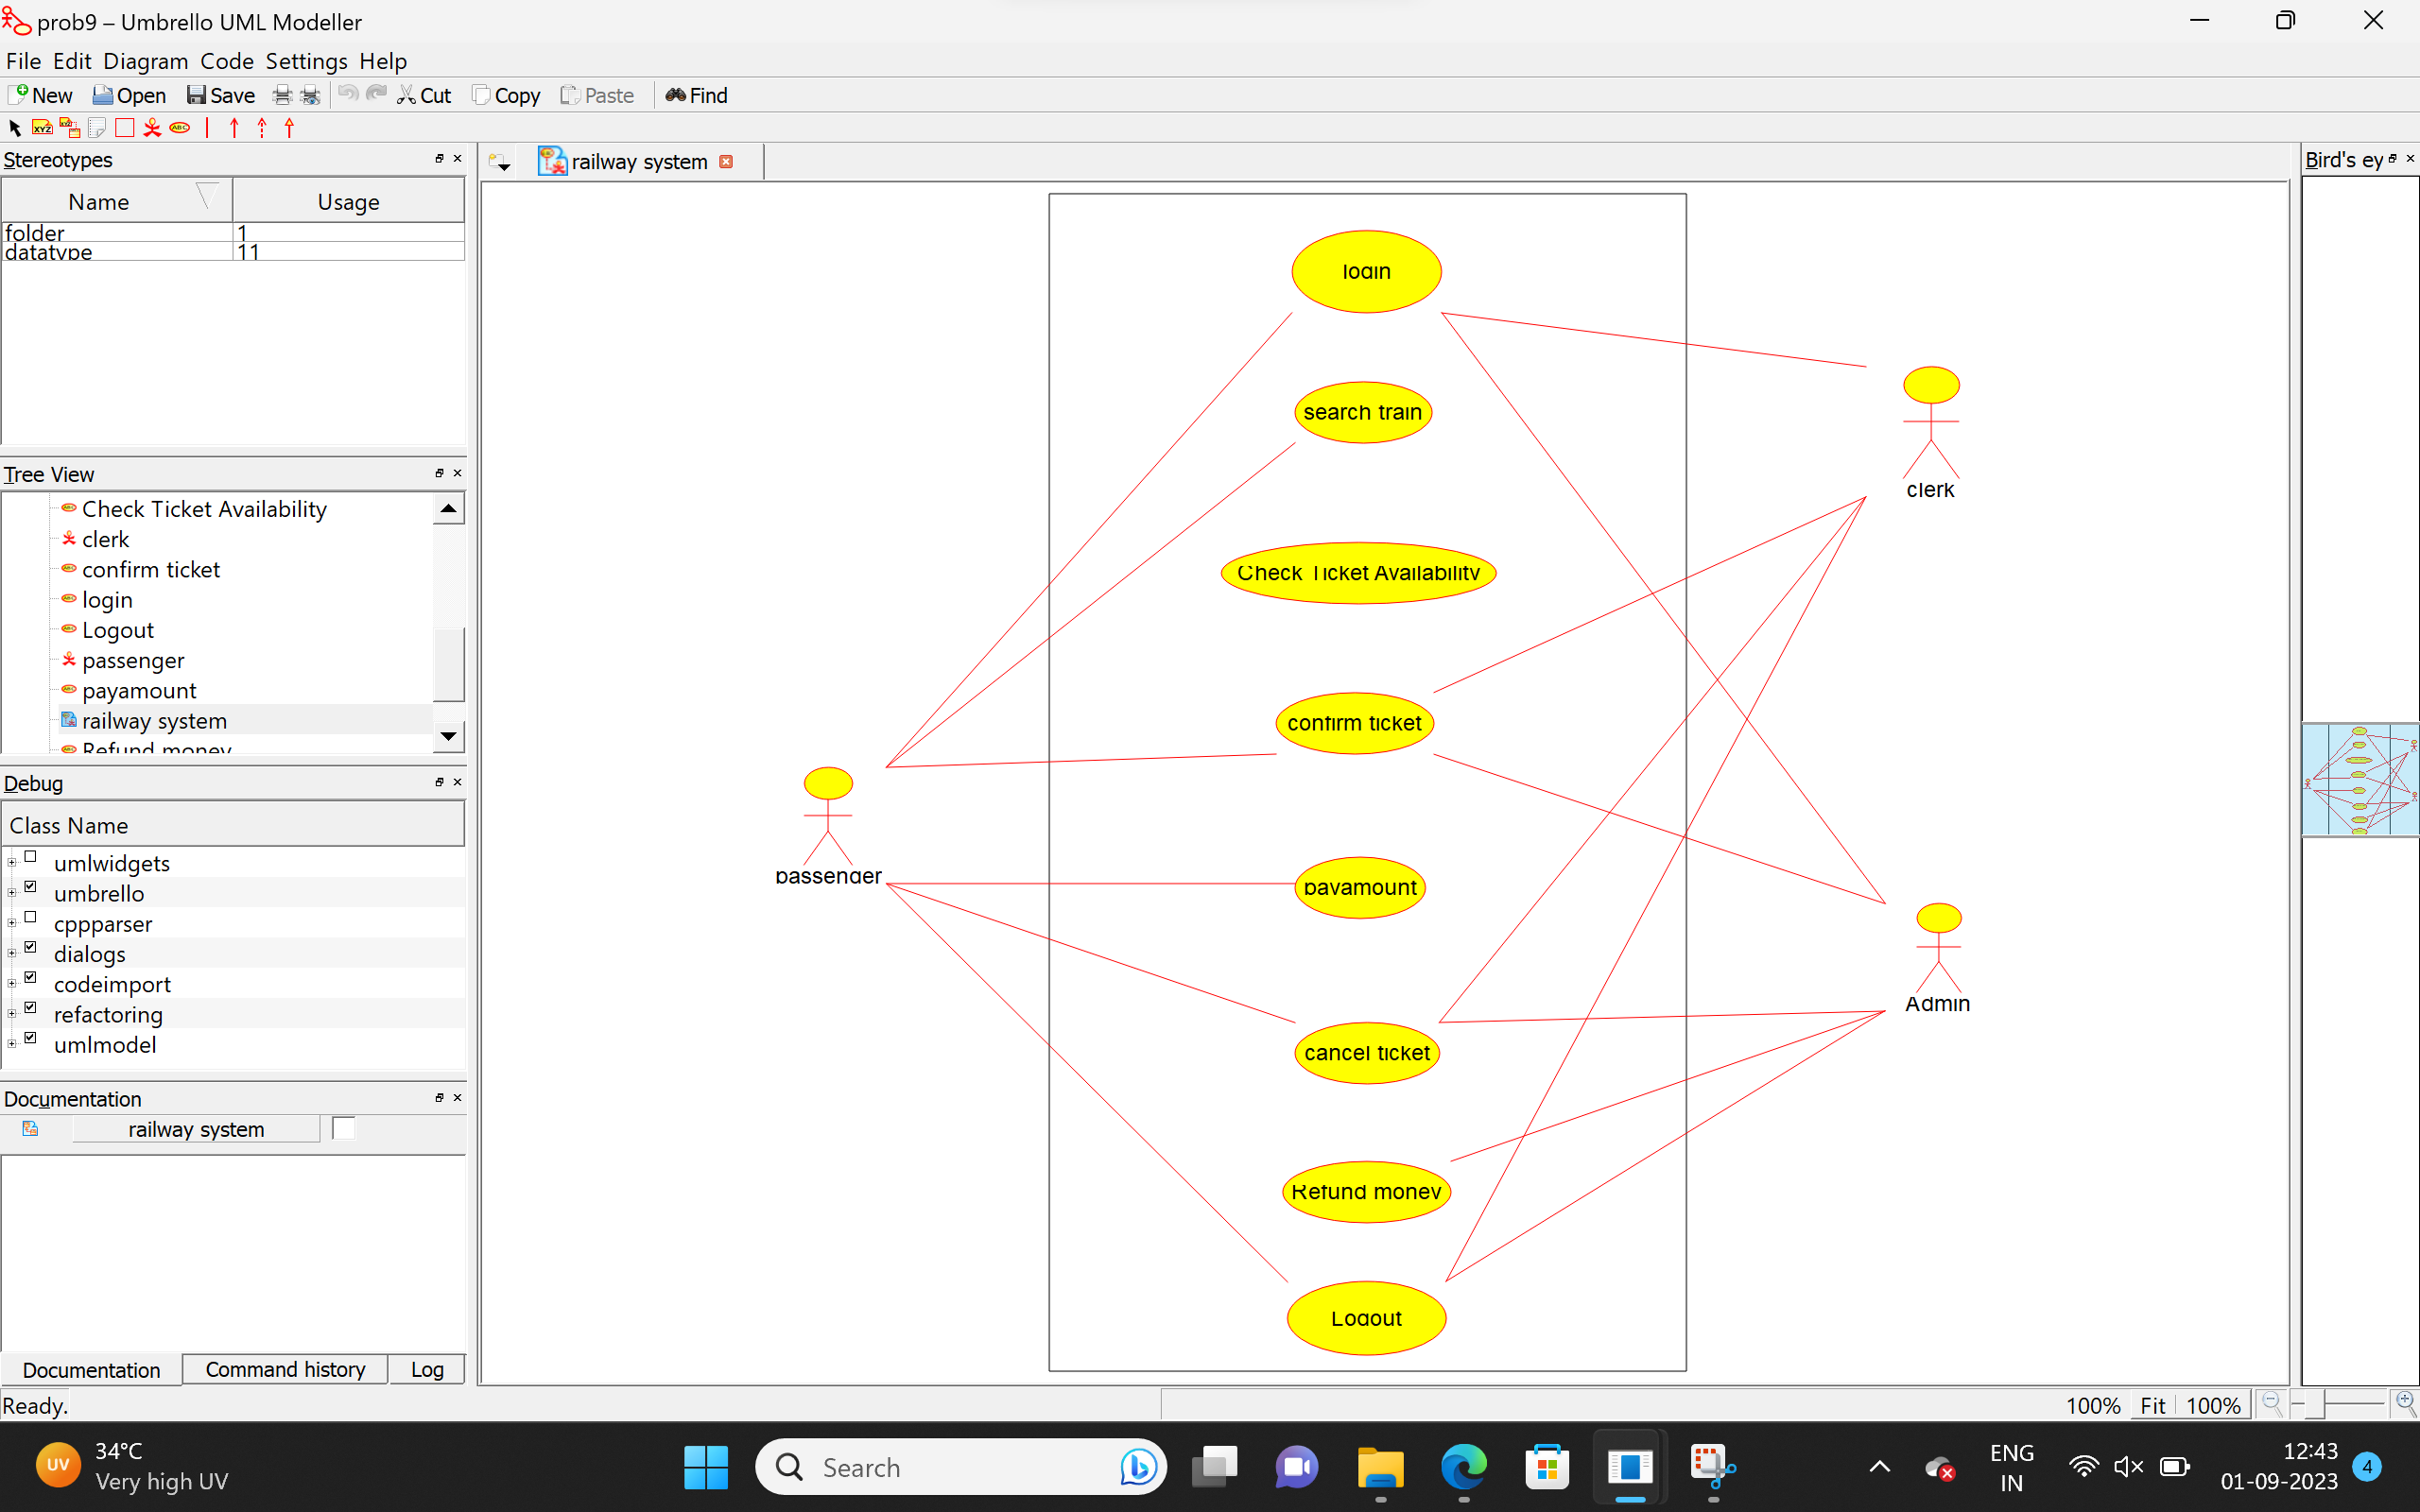 prob9 – Umbrello UML Modeller
File Edit Diagram Code Settings Help
New Open Save Cut Copy Paste Find
Stereotypes
Name Usage
folder 1
datatype 11
Tree View
Check Ticket Availability
clerk
confirm ticket
login
Logout
passenger
payamount
railway system
Refund money
Debug
Class Name
umlwidgets
umbrello
cppparser
dialogs
codeimport
refactoring
umlmodel
Documentation
railway system
Documentation Command history Log
Ready.
railway system
login
search train
Check Ticket Availability
confirm ticket
payamount
cancel ticket
Refund money
Logout
passenger
clerk
Admin
Bird's ey
100% Fit 100%
UV
34°C
Very high UV
Search
ENG
IN
12:43
01-09-2023
4